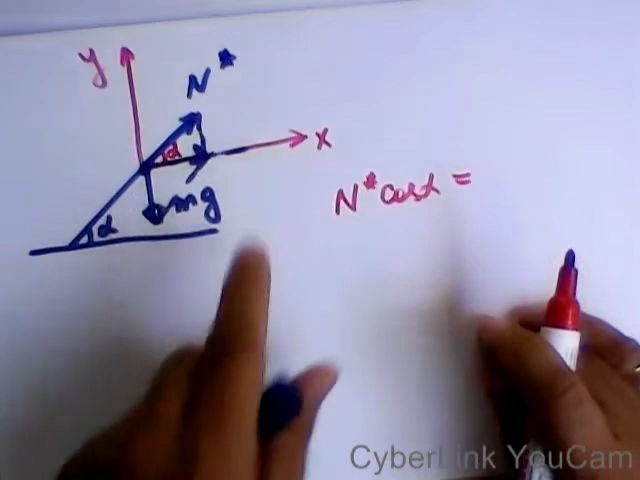 y
N*
α
x
mg
α
N* cosα =
CyberLink YouCam